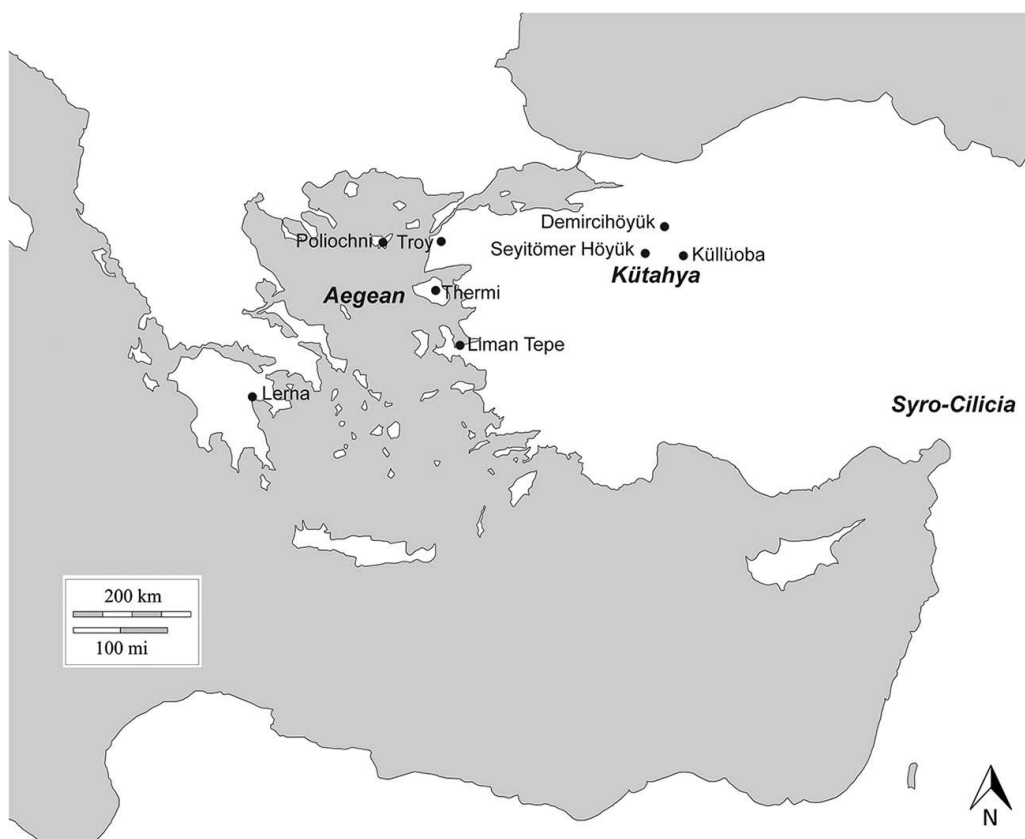 Demircihöyük
Poliochni
Troy
Seyitömer Höyük
Küllüoba
Kütahya
Aegean
Thermi
Liman Tepe
Lerna
Syro-Cilicia
200 km
100 mi
N